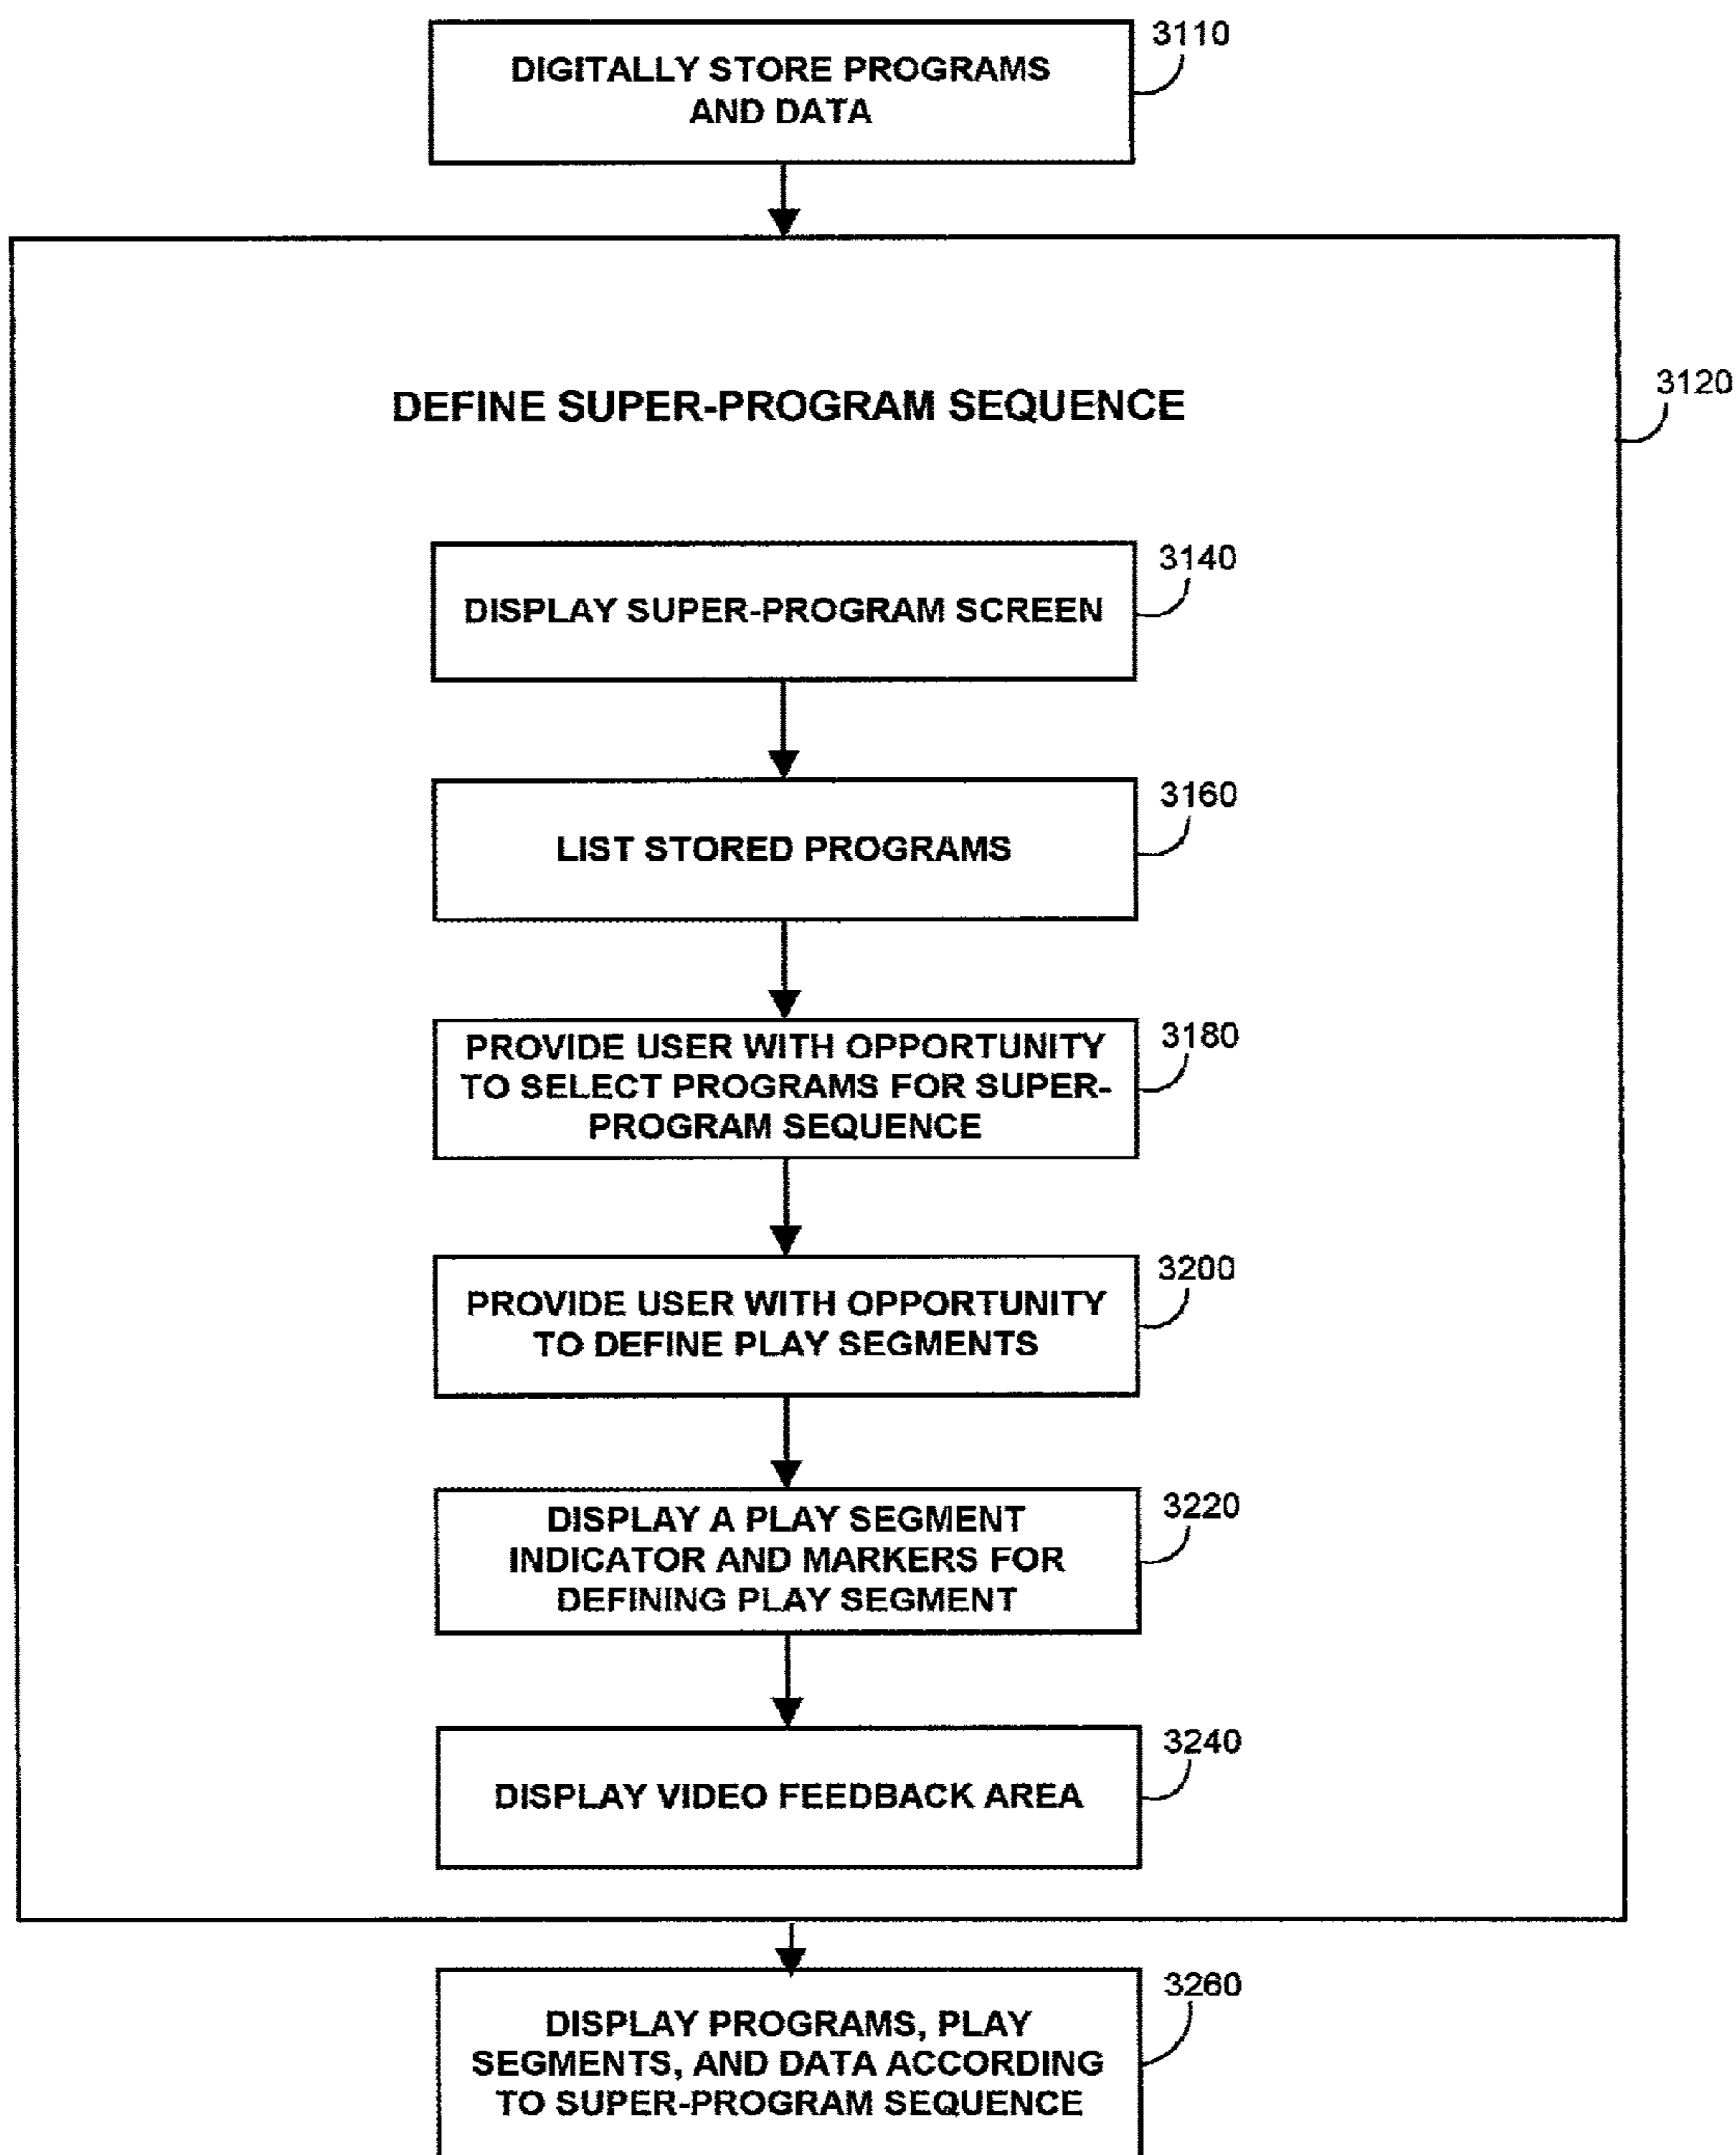 3110
DIGITALLY STORE PROGRAMS
AND DATA
DEFINE SUPER-PROGRAM SEQUENCE
3120
3140
DISPLAY SUPER-PROGRAM SCREEN
3160
LIST STORED PROGRAMS
3180
PROVIDE USER WITH OPPORTUNITY
TO SELECT PROGRAMS FOR SUPER-
PROGRAM SEQUENCE
3200
PROVIDE USER WITH OPPORTUNITY
TO DEFINE PLAY SEGMENTS
3220
DISPLAY A PLAY SEGMENT
INDICATOR AND MARKERS FOR
DEFINING PLAY SEGMENT
3240
DISPLAY VIDEO FEEDBACK AREA
3260
DISPLAY PROGRAMS, PLAY
SEGMENTS, AND DATA ACCORDING
TO SUPER-PROGRAM SEQUENCE